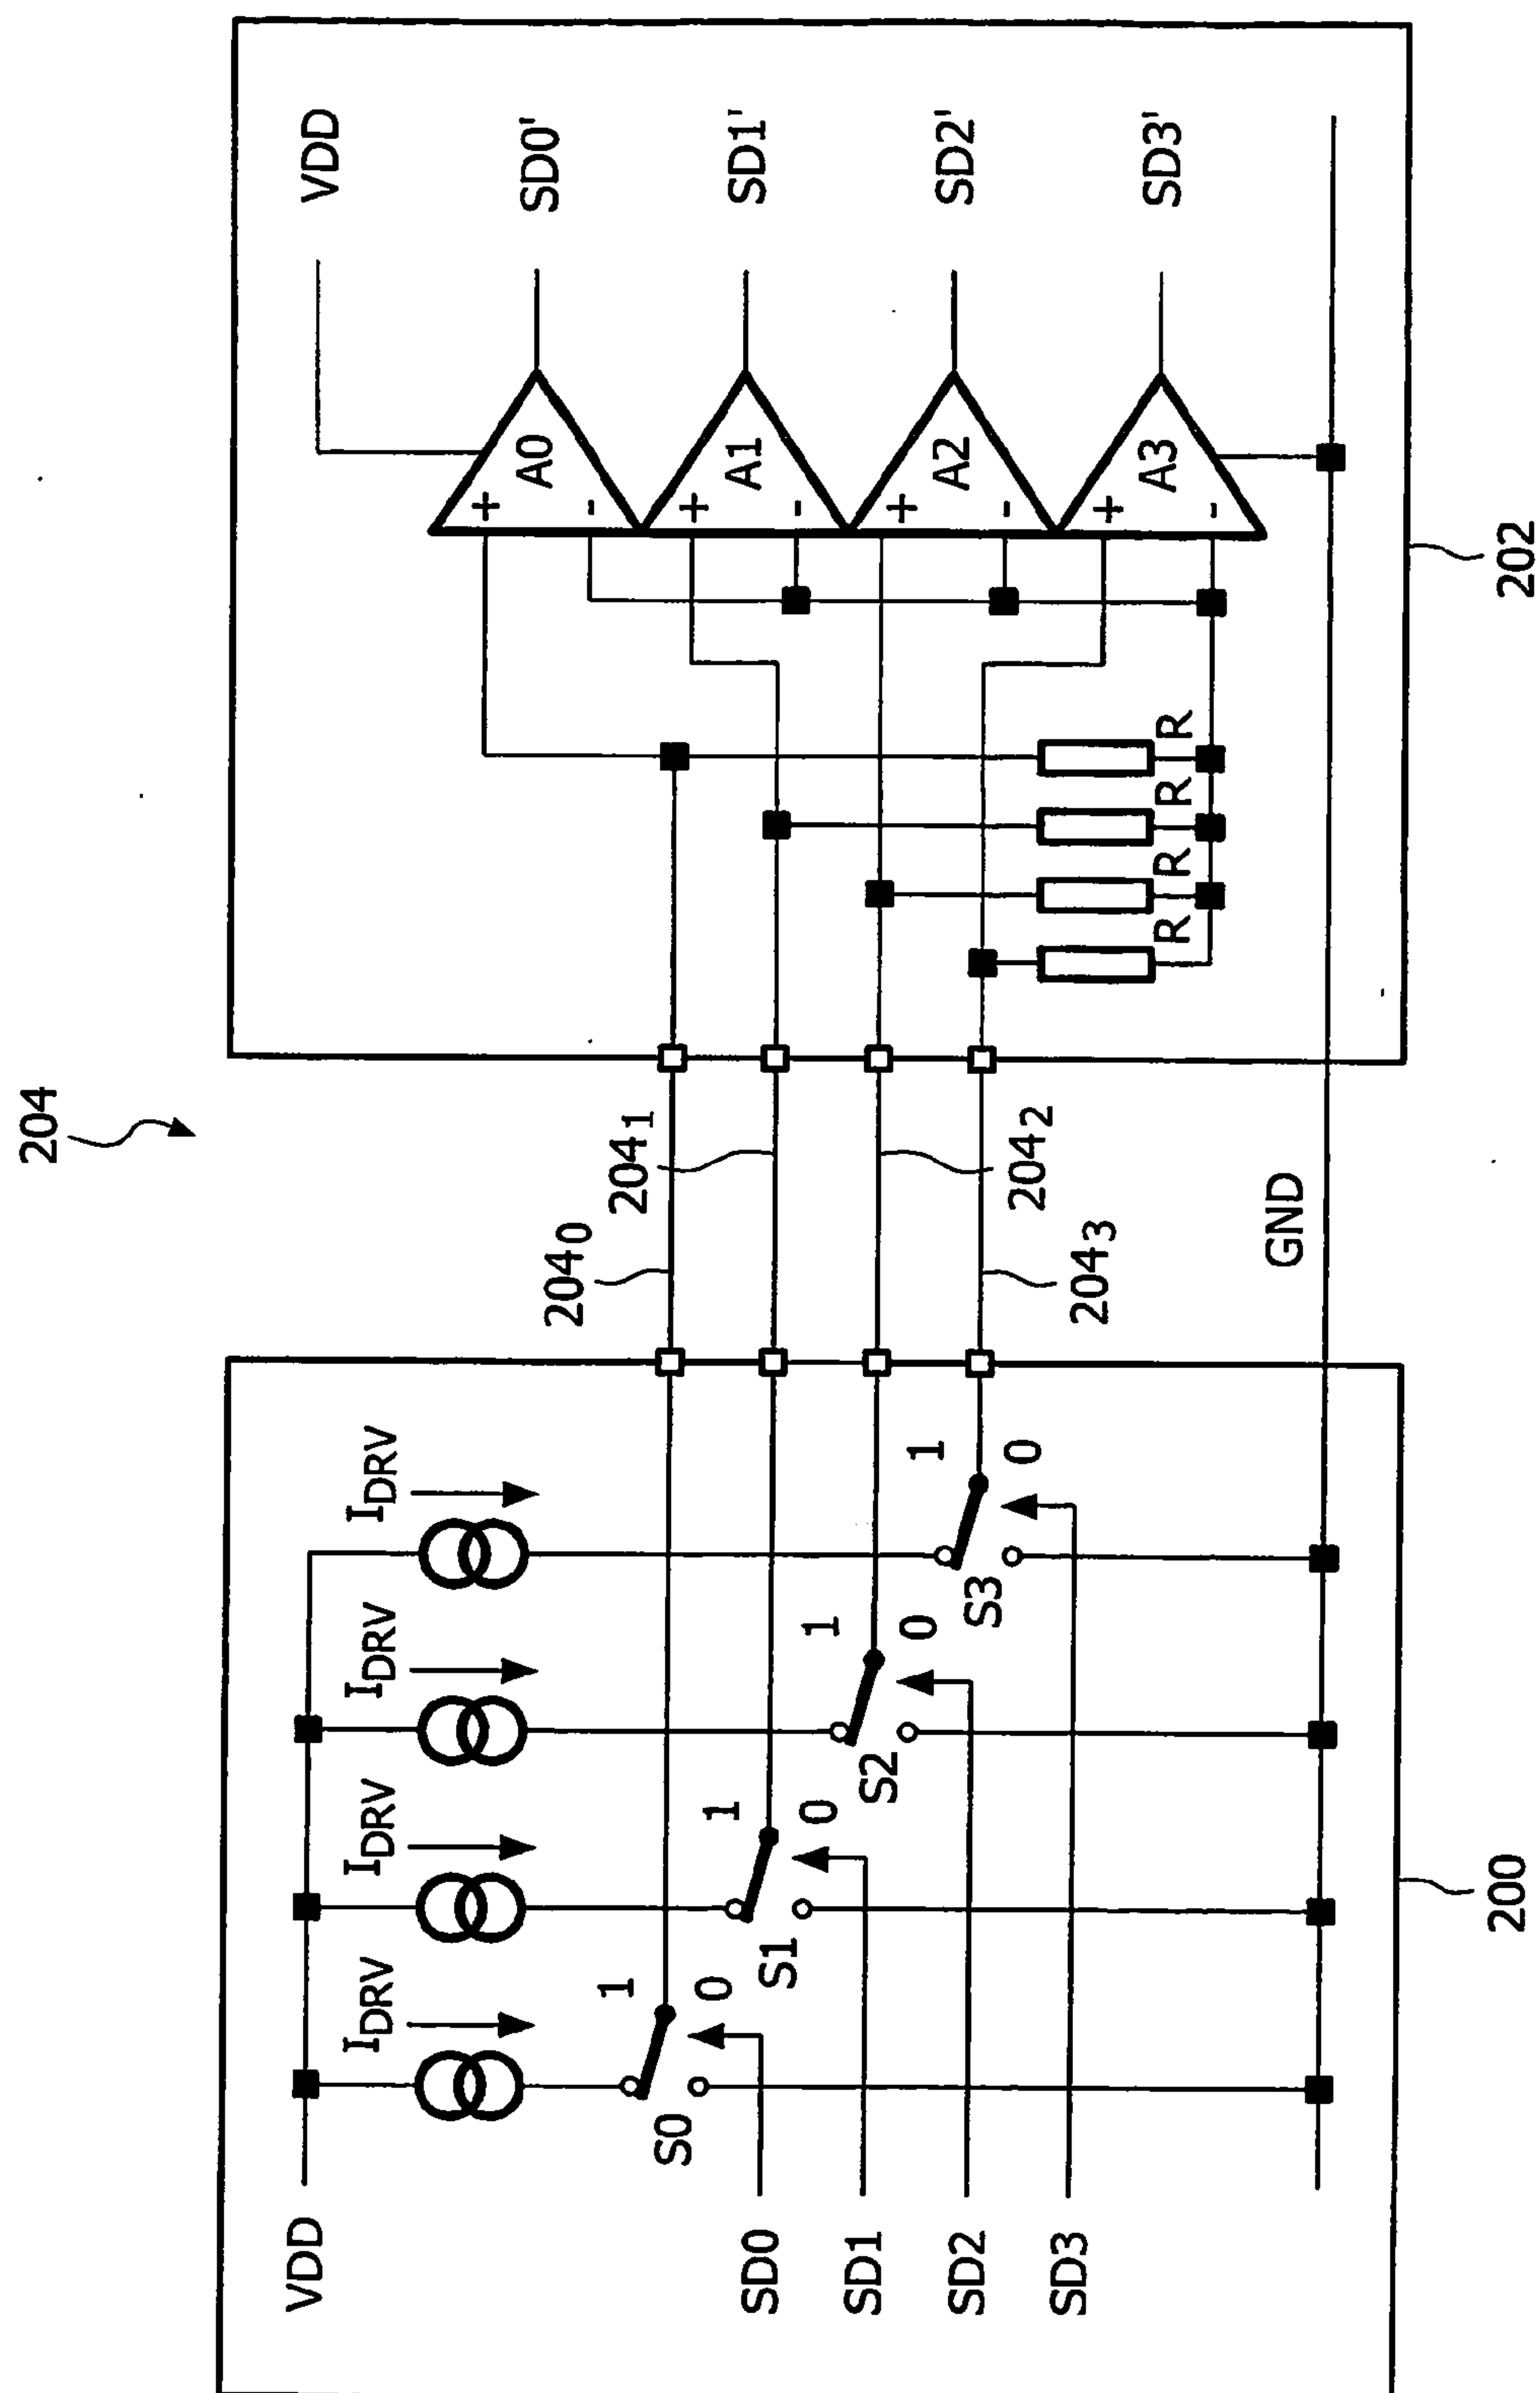 204
VDD
I_DRV
I_DRV
I_DRV
I_DRV
1
0
S0
1
0
S1
1
0
S2
1
0
S3
SD0
SD1
SD2
SD3
200
204₀
204₁
204₂
204₃
GND
R
R
R
R
+
-
A0
+
-
A1
+
-
A2
+
-
A3
VDD
SD0'
SD1'
SD2'
SD3'
202